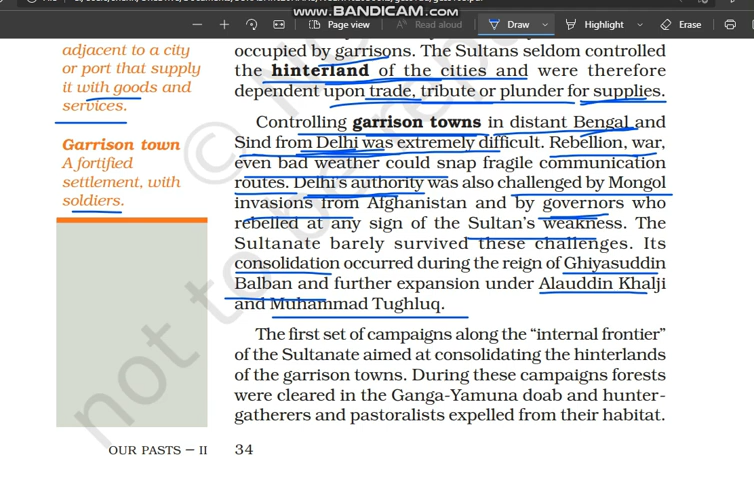 www.BANDICAM.com
Page view
Read aloud
Draw
Highlight
Erase
adjacent to a city
or port that supply
it with goods and
services.
Garrison town
A fortified
settlement, with
soldiers.
occupied by garrisons. The Sultans seldom controlled
the hinterland of the cities and were therefore
dependent upon trade, tribute or plunder for supplies.
Controlling garrison towns in distant Bengal and
Sind from Delhi was extremely difficult. Rebellion, war,
even bad weather could snap fragile communication
routes. Delhi's authority was also challenged by Mongol
invasions from Afghanistan and by governors who
rebelled at any sign of the Sultan's weakness. The
Sultanate barely survived these challenges. Its
consolidation occurred during the reign of Ghiyasuddin
Balban and further expansion under Alauddin Khalji
and Muhammad Tughluq.
The first set of campaigns along the “internal frontier”
of the Sultanate aimed at consolidating the hinterlands
of the garrison towns. During these campaigns forests
were cleared in the Ganga-Yamuna doab and hunter-
gatherers and pastoralists expelled from their habitat.
OUR PASTS – II 34